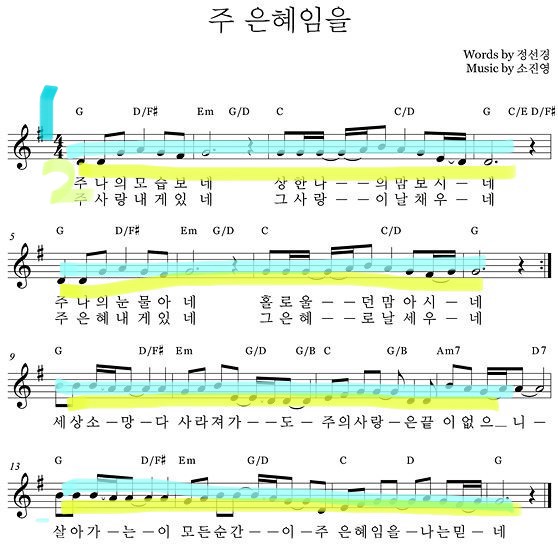 주 은혜임을
Words by 정선경
Music by 소진영
1
G D/F# Em G/D C C/D G C/E D/F#
4
4
2
주 나의 모습 보 네 상 한 나 - - 의 맘 보 시 - 네
주 사랑 내 게 있 네 그 사 랑 - - 이 날 채 우 - 네
5
G D/F# Em G/D C C/D G
주 나의 눈 물 아 네 홀 로 울 - - 던 맘 아 시 - 네
주 은 혜 내 게 있 네 그 은 혜 - - 로 날 세 우 - 네
9
G D/F# Em G/D G/B C G/B Am7 D7
세 상 소 - 망 - 다 사 라 져 가 - - 도 - 주 의 사 랑 - 은 끝 이 없 으 니 -
13
G D/F# Em G/D C D G
살 아 가 - 는 - 이 모 든 순 간 - - 이 - 주 은 혜 임 을 - 나 는 믿 - 네